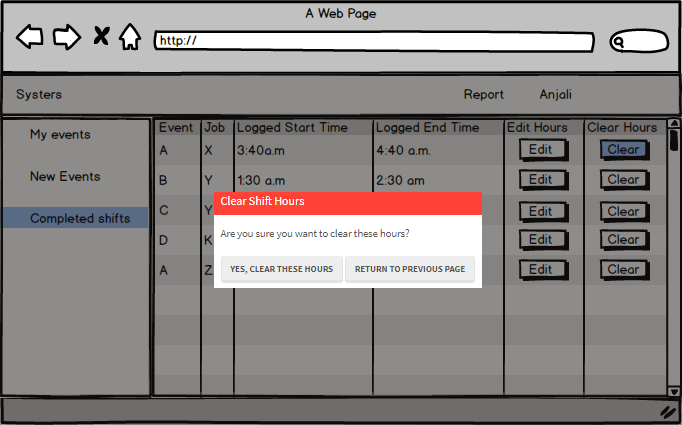 A Web Page
http://
Systers Report Anjali
My events
New Events
Completed shifts
Event Job Logged Start Time Logged End Time Edit Hours Clear Hours
A X 3:40a.m 4:40 a.m. Edit Clear
B Y 1:30 a.m 2:30 am Edit Clear
C Y Edit Clear
D K Edit Clear
A Z Edit Clear
Clear Shift Hours
Are you sure you want to clear these hours?
YES, CLEAR THESE HOURS RETURN TO PREVIOUS PAGE